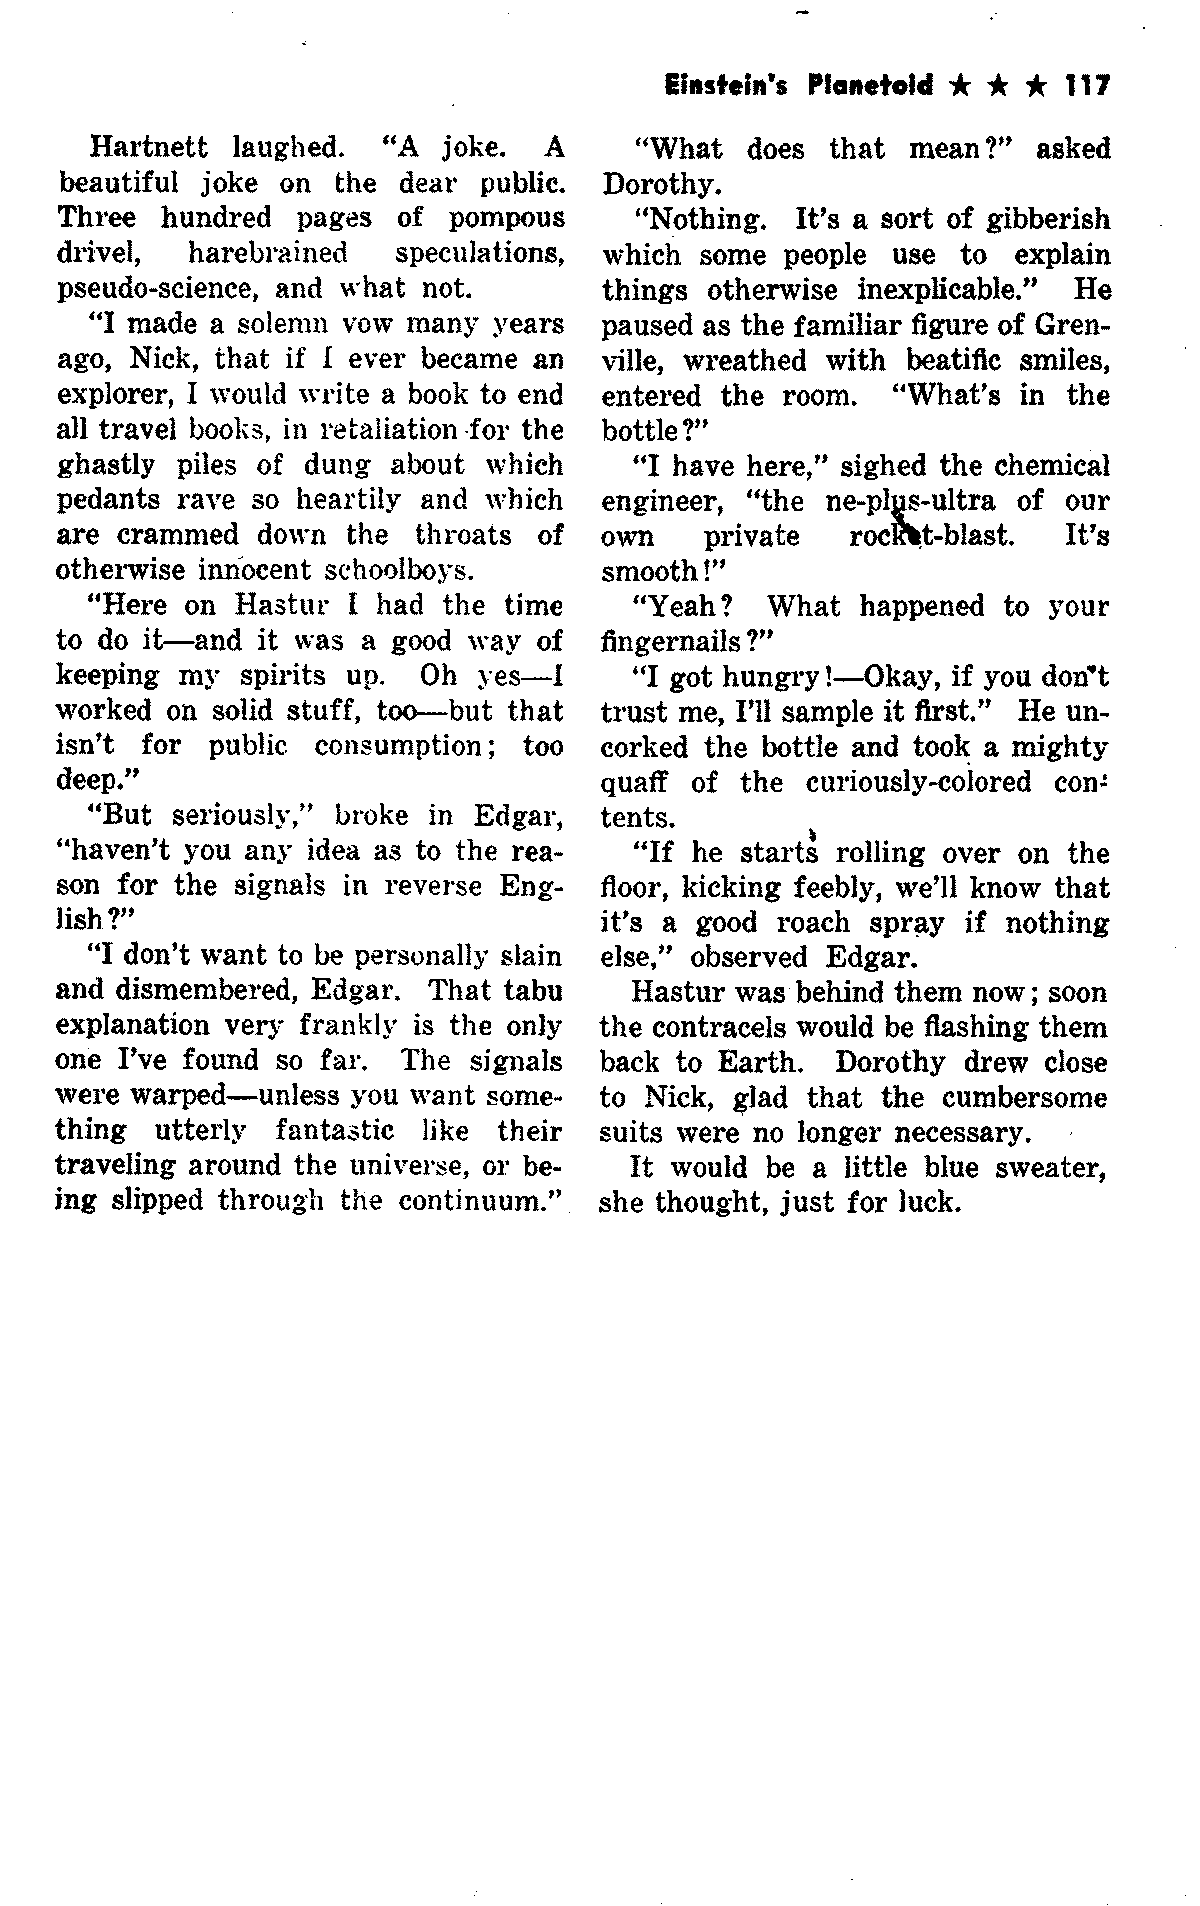 Einstein's Planetoid ★ ★ ★ 117
Hartnett laughed. “A joke. A
beautiful joke on the dear public.
Three hundred pages of pompous
drivel, harebrained speculations,
pseudo-science, and what not.
“I made a solemn vow many years
ago, Nick, that if I ever became an
explorer, I would write a book to end
all travel books, in retaliation for the
ghastly piles of dung about which
pedants rave so heartily and which
are crammed down the throats of
otherwise innocent schoolboys.
“Here on Hastur I had the time
to do it—and it was a good way of
keeping my spirits up. Oh yes—I
worked on solid stuff, too—but that
isn't for public consumption; too
deep.”
“But seriously,” broke in Edgar,
“haven't you any idea as to the rea-
son for the signals in reverse Eng-
lish?”
“I don't want to be personally slain
and dismembered, Edgar. That tabu
explanation very frankly is the only
one I've found so far. The signals
were warped—unless you want some-
thing utterly fantastic like their
traveling around the universe, or be-
ing slipped through the continuum.”
“What does that mean?” asked
Dorothy.
“Nothing. It's a sort of gibberish
which some people use to explain
things otherwise inexplicable.” He
paused as the familiar figure of Gren-
ville, wreathed with beatific smiles,
entered the room. “What's in the
bottle?”
“I have here,” sighed the chemical
engineer, “the ne-plus-ultra of our
own private rocket-blast. It's
smooth!”
“Yeah? What happened to your
fingernails?”
“I got hungry!—Okay, if you don't
trust me, I'll sample it first.” He un-
corked the bottle and took a mighty
quaff of the curiously-colored con-
tents.
“If he starts rolling over on the
floor, kicking feebly, we'll know that
it's a good roach spray if nothing
else,” observed Edgar.
Hastur was behind them now; soon
the contracels would be flashing them
back to Earth. Dorothy drew close
to Nick, glad that the cumbersome
suits were no longer necessary.
It would be a little blue sweater,
she thought, just for luck.